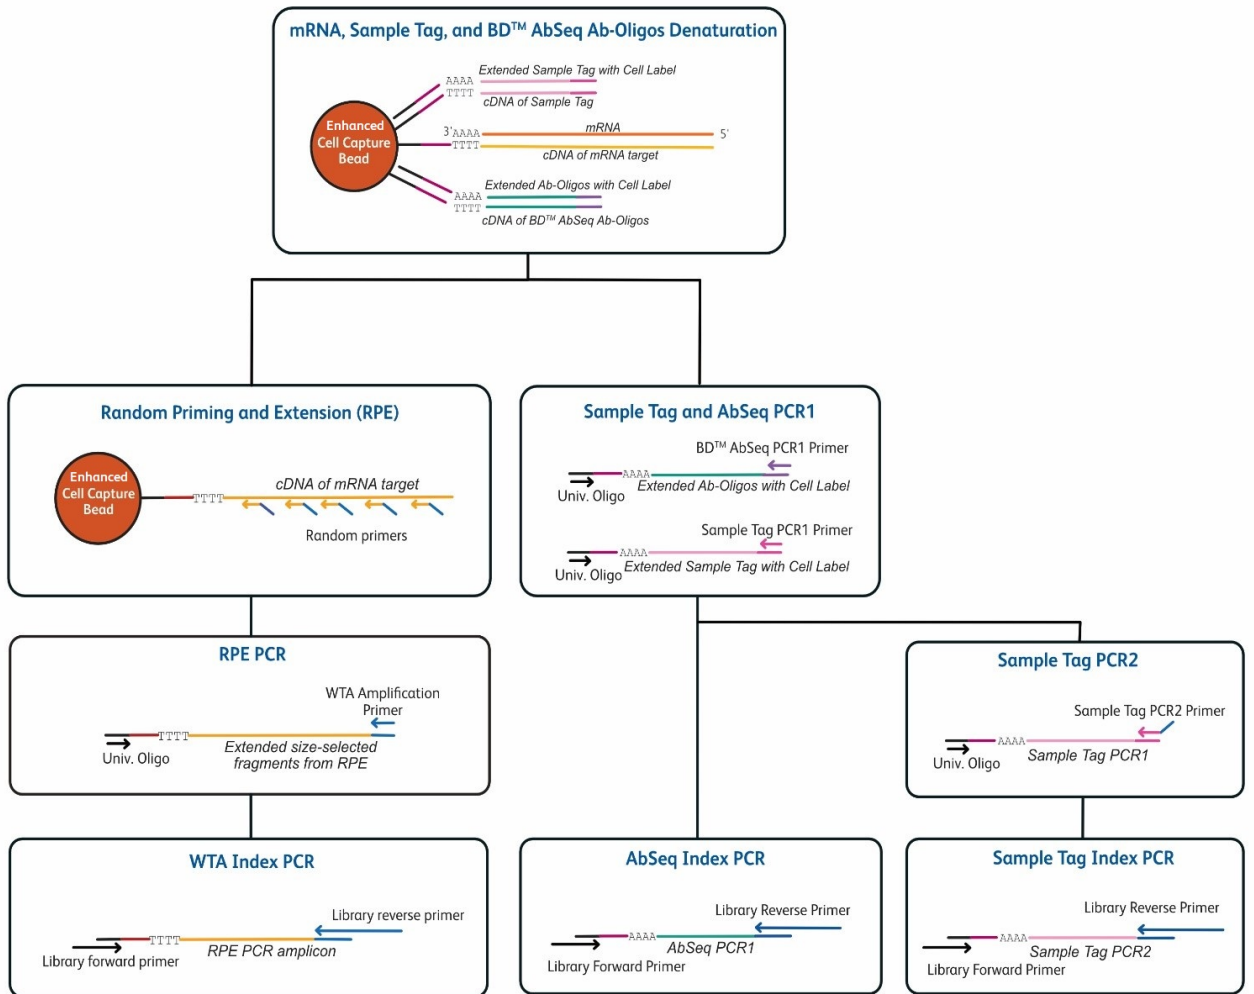 mRNA, Sample Tag, and BD™ AbSeq Ab-Oligos Denaturation
Extended Sample Tag with Cell Label
AAAA
TTTT
cDNA of Sample Tag
Enhanced
Cell Capture
Bead
3'AAAA
mRNA
5'
TTTT
cDNA of mRNA target
Extended Ab-Oligos with Cell Label
AAAA
TTTT
cDNA of BD™ AbSeq Ab-Oligos
Random Priming and Extension (RPE)
Enhanced
Cell Capture
Bead
TTTT
cDNA of mRNA target
Random primers
Sample Tag and AbSeq PCR1
BD™ AbSeq PCR1 Primer
AAAA
Univ. Oligo
Extended Ab-Oligos with Cell Label
Sample Tag PCR1 Primer
AAAA
Univ. Oligo
Extended Sample Tag with Cell Label
RPE PCR
WTA Amplification
Primer
TTTT
Univ. Oligo
Extended size-selected
fragments from RPE
Sample Tag PCR2
Sample Tag PCR2 Primer
AAAA
Univ. Oligo
Sample Tag PCR1
WTA Index PCR
Library reverse primer
TTTT
Library forward primer
RPE PCR amplicon
AbSeq Index PCR
Library Reverse Primer
AAAA
AbSeq PCR1
Library Forward Primer
Sample Tag Index PCR
Library Reverse Primer
AAAA
Sample Tag PCR2
Library Forward Primer